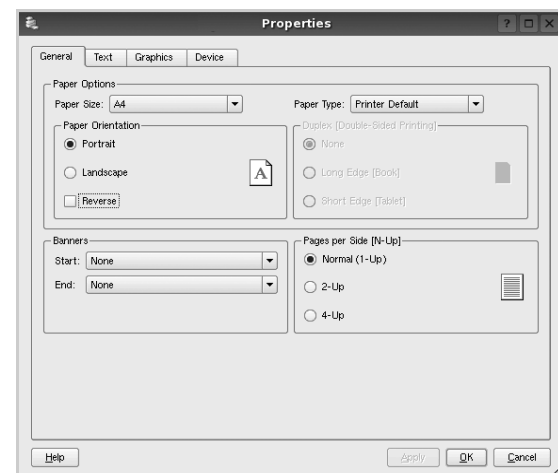 Properties
General Text Graphics Device
Paper Options
Paper Size: A4
Paper Type: Printer Default
Paper Orientation
Portrait
Landscape
Reverse
A
Duplex [Double-Sided Printing]
None
Long Edge [Book]
Short Edge [Tablet]
Banners
Start: None
End: None
Pages per Side [N-Up]
Normal (1-Up)
2-Up
4-Up
Help Apply OK Cancel